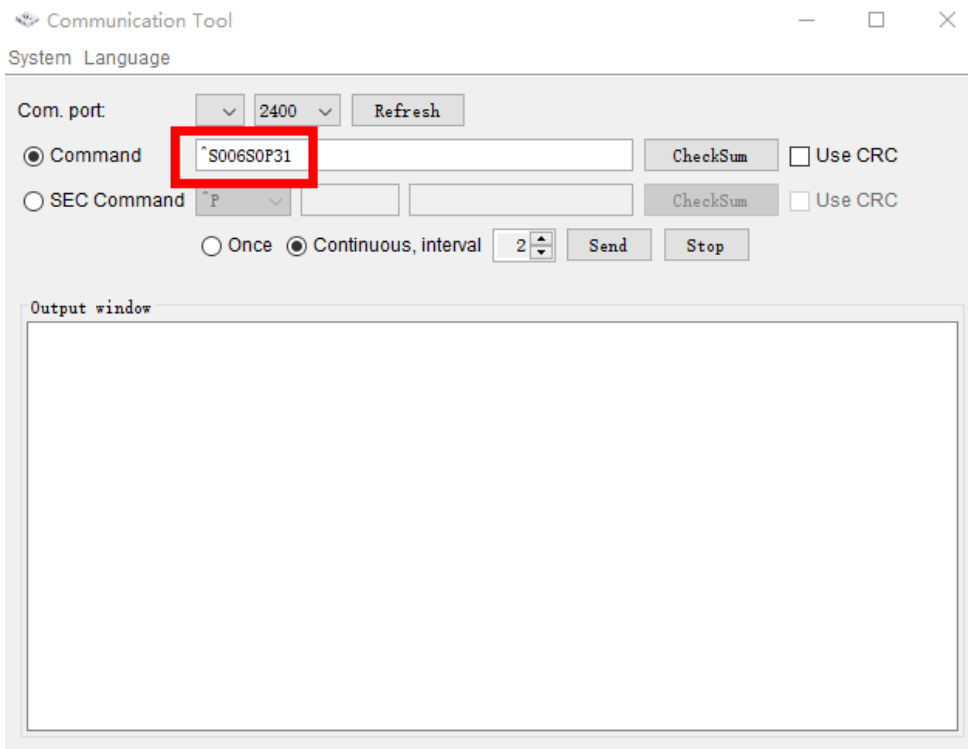 Communication Tool
System Language
Com. port: 2400 Refresh
Command ^S006S0P31 CheckSum Use CRC
SEC Command ^P CheckSum Use CRC
Once Continuous, interval 2 Send Stop
Output window